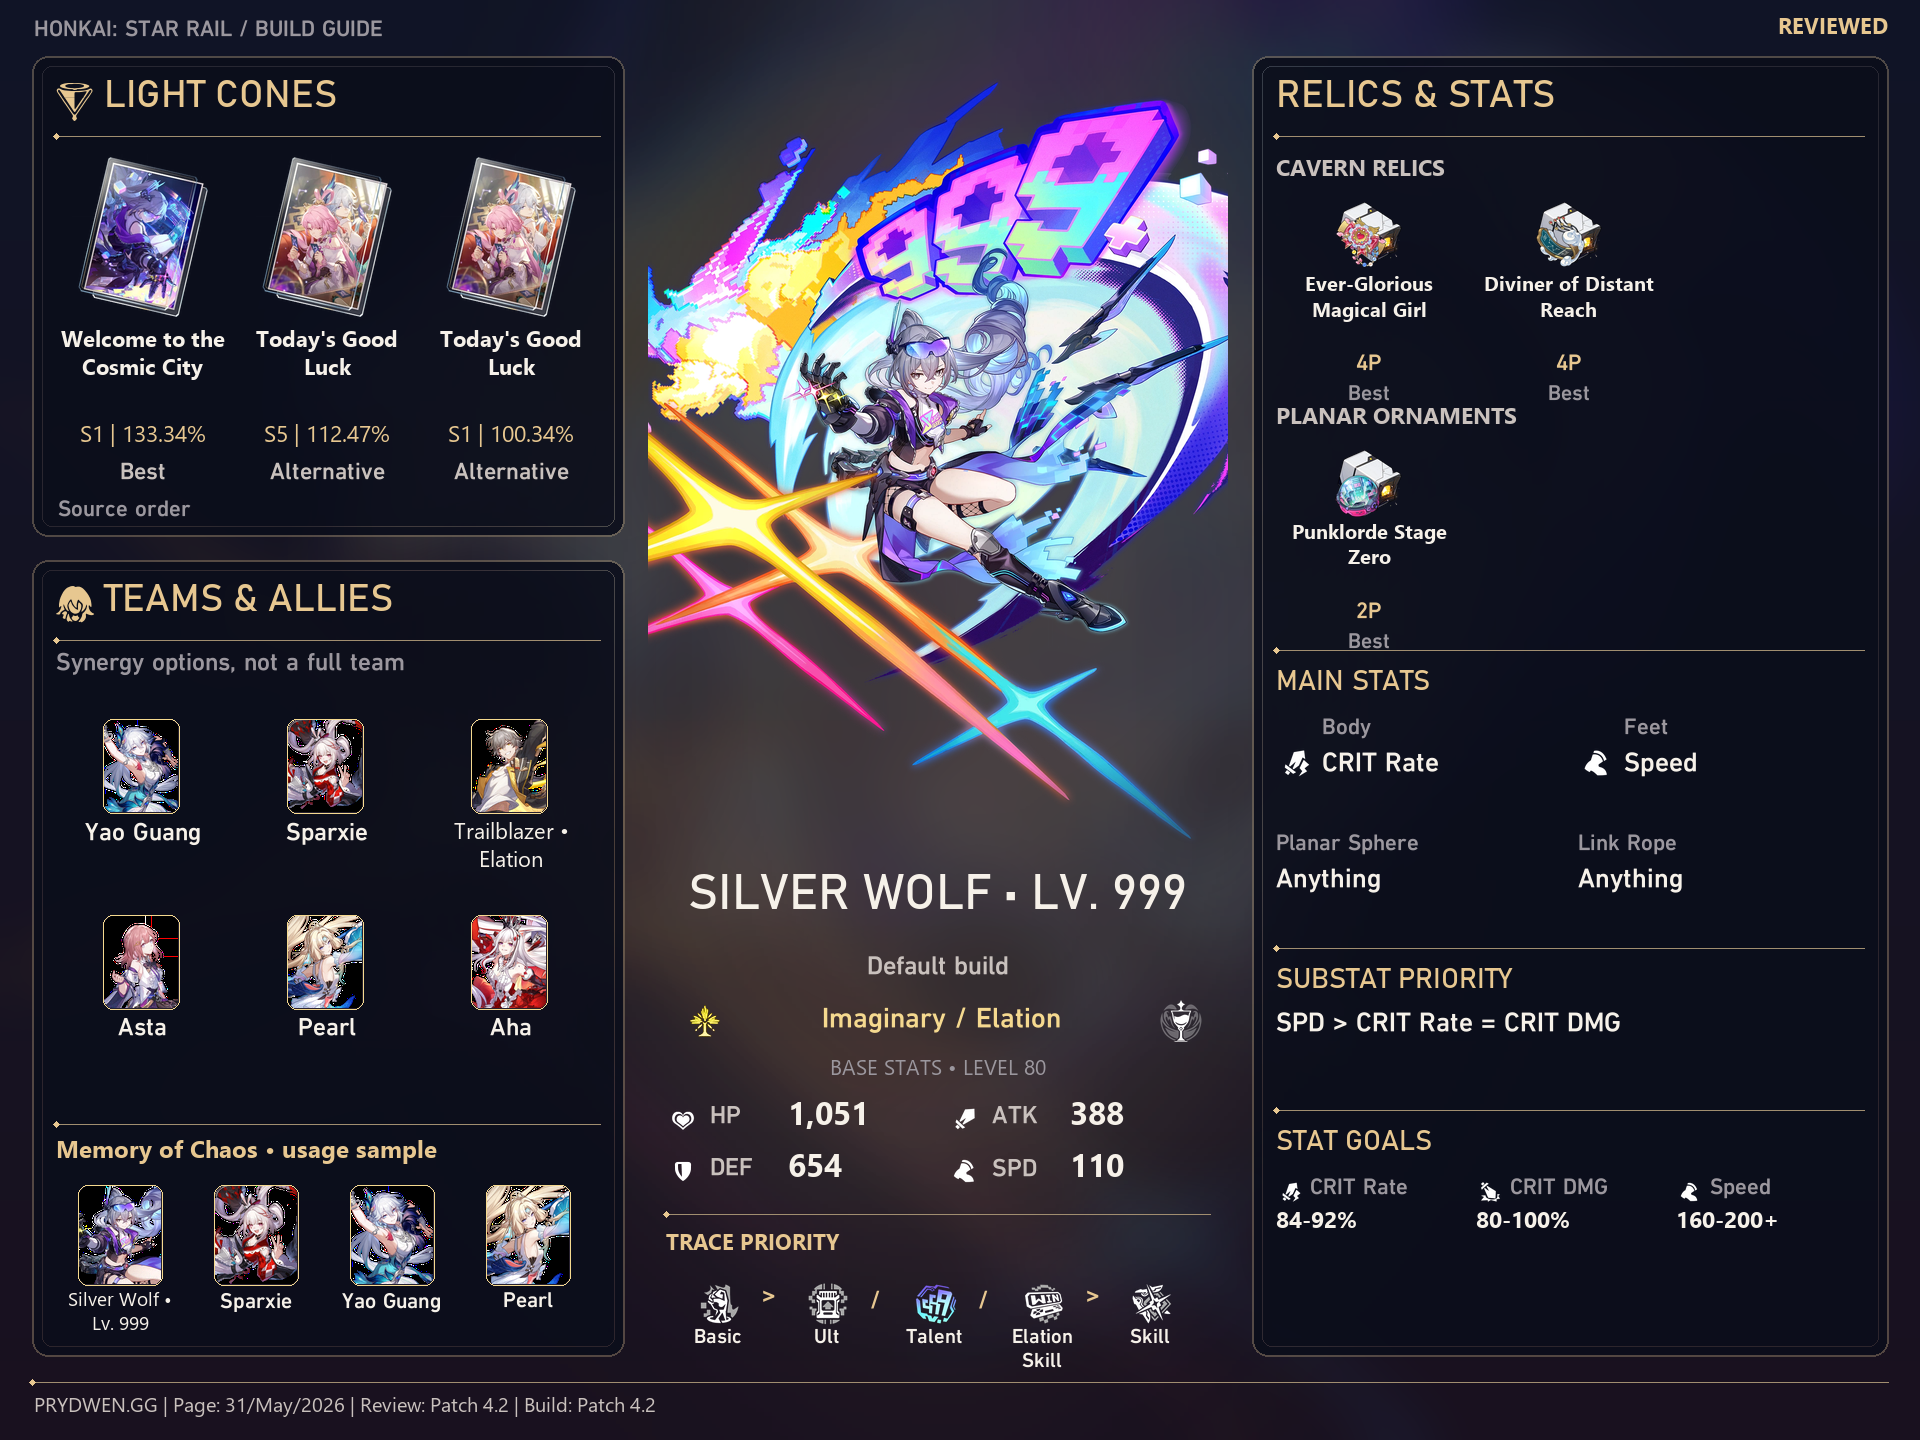 HONKAI: STAR RAIL / BUILD GUIDE
REVIEWED
LIGHT CONES
Welcome to the
Cosmic City
S1 | 133.34%
Best
Today's Good
Luck
S5 | 112.47%
Alternative
Today's Good
Luck
S1 | 100.34%
Alternative
Source order
TEAMS & ALLIES
Synergy options, not a full team
Yao Guang
Sparxie
Trailblazer •
Elation
Asta
Pearl
Aha
Memory of Chaos • usage sample
Silver Wolf •
Lv. 999
Sparxie
Yao Guang
Pearl
999
SILVER WOLF • LV. 999
Default build
Imaginary / Elation
BASE STATS • LEVEL 80
HP 1,051
ATK 388
DEF 654
SPD 110
TRACE PRIORITY
Basic > Ult / Talent / Elation Skill > Skill
RELICS & STATS
CAVERN RELICS
Ever-Glorious
Magical Girl
4P
Best
Diviner of Distant
Reach
4P
Best
PLANAR ORNAMENTS
Punklorde Stage
Zero
2P
Best
MAIN STATS
Body
CRIT Rate
Feet
Speed
Planar Sphere
Anything
Link Rope
Anything
SUBSTAT PRIORITY
SPD > CRIT Rate = CRIT DMG
STAT GOALS
CRIT Rate
84-92%
CRIT DMG
80-100%
Speed
160-200+
PRYDWEN.GG | Page: 31/May/2026 | Review: Patch 4.2 | Build: Patch 4.2